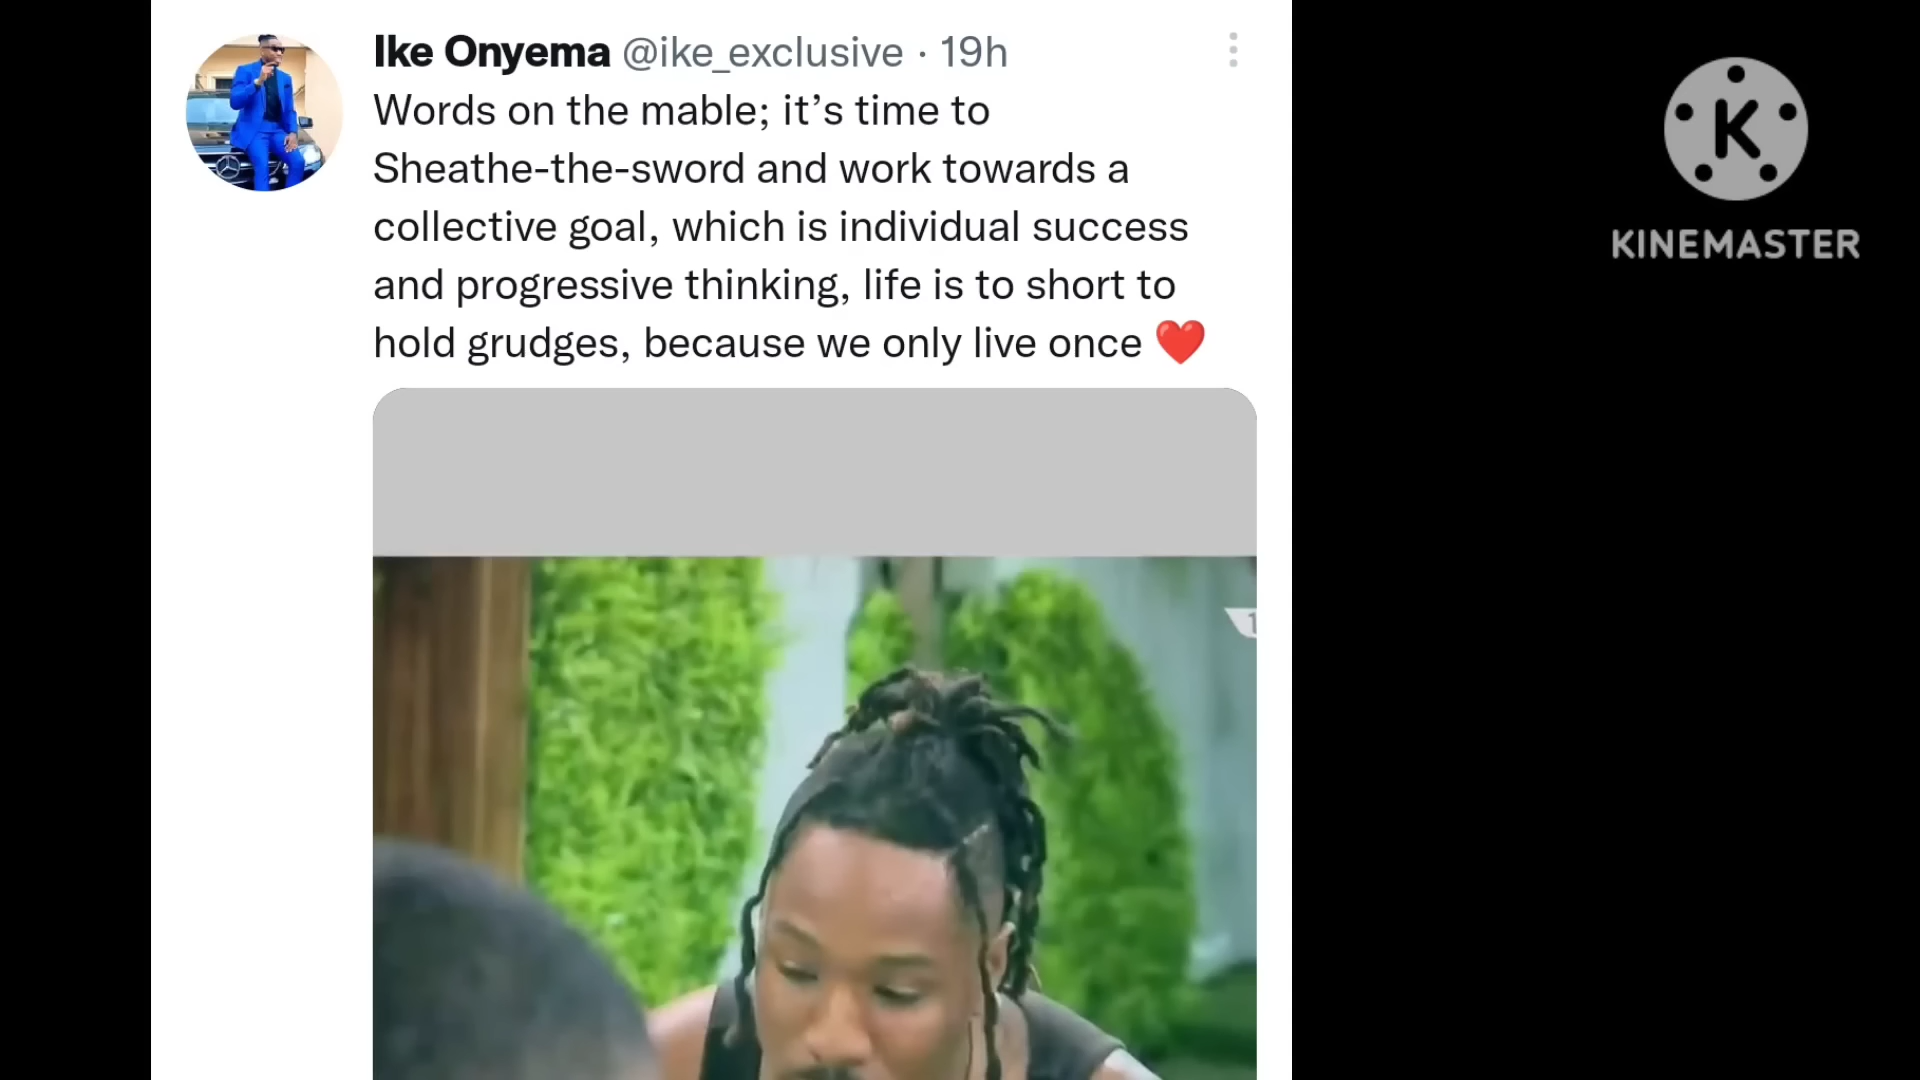 Ike Onyema @ike_exclusive · 19h
Words on the mable; it’s time to
Sheathe-the-sword and work towards a
collective goal, which is individual success
and progressive thinking, life is to short to
hold grudges, because we only live once ❤️
K
KINEMASTER
1